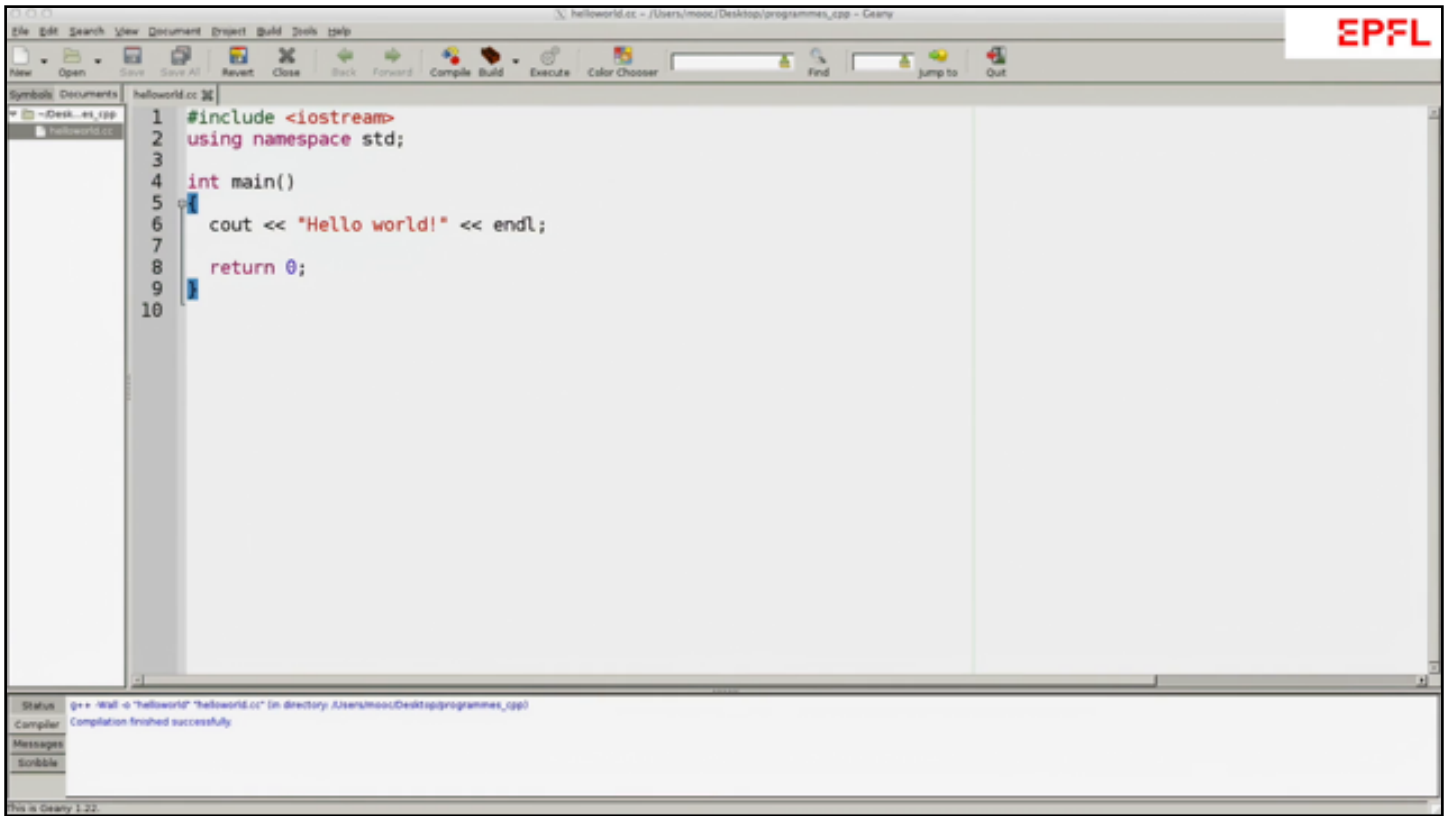 helloworld.cc - /Users/mooc/Desktop/programmes_cpp - Geany
EPFL
File Edit Search View Document Project Build Tools Help
New Open Save Save All Revert Close Back Forward Compile Build Execute Color Chooser Find Jump to Quit
Symbols Documents helloworld.cc
~/Desk...es_cpp
helloworld.cc
1 #include <iostream>
2 using namespace std;
3
4 int main()
5 {
6 cout << "Hello world!" << endl;
7
8 return 0;
9 }
10
Status g++ -Wall -o "helloworld" "helloworld.cc" (in directory: /Users/mooc/Desktop/programmes_cpp)
Compiler Compilation finished successfully.
Messages
Scribble
This is Geany 1.22.